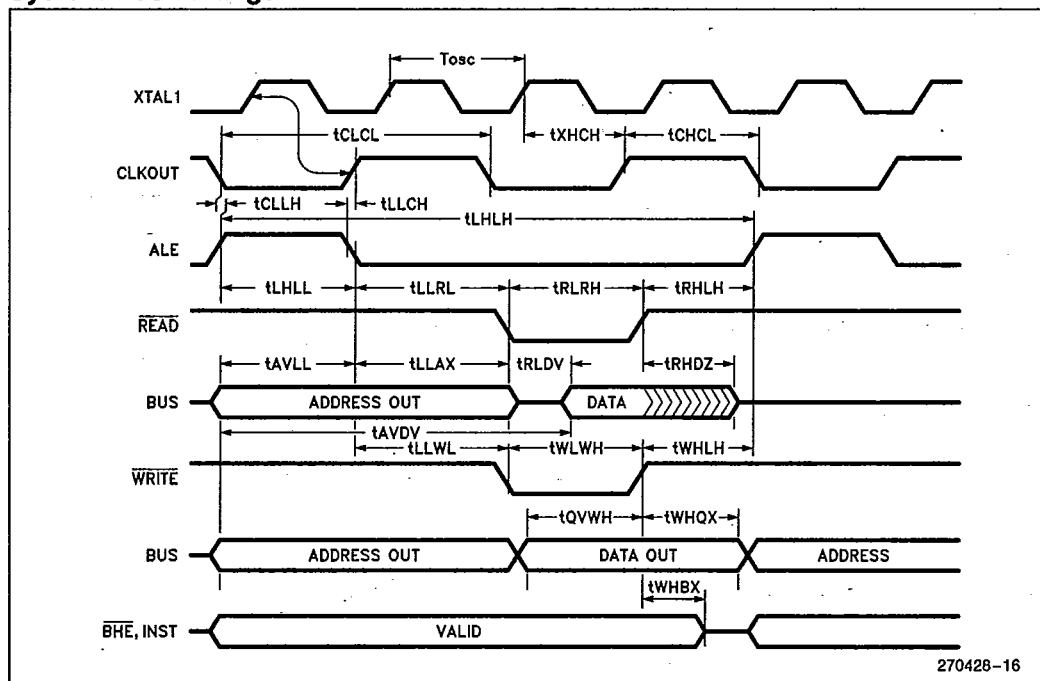 Tosc
XTAL1
tCLCL
tXHCH
tCHCL
CLKOUT
tCLLH
tLLCH
tLHLH
ALE
tLHLL
tLLRL
tRLRH
tRHLH
READ
tAVLL
tLLAX
tRLDV
tRHDZ
BUS
ADDRESS OUT
DATA
tAVDV
tLLWL
tWLWH
tWHLH
WRITE
tQVWH
tWHQX
BUS
ADDRESS OUT
DATA OUT
ADDRESS
tWHBX
BHE, INST
VALID
270428-16